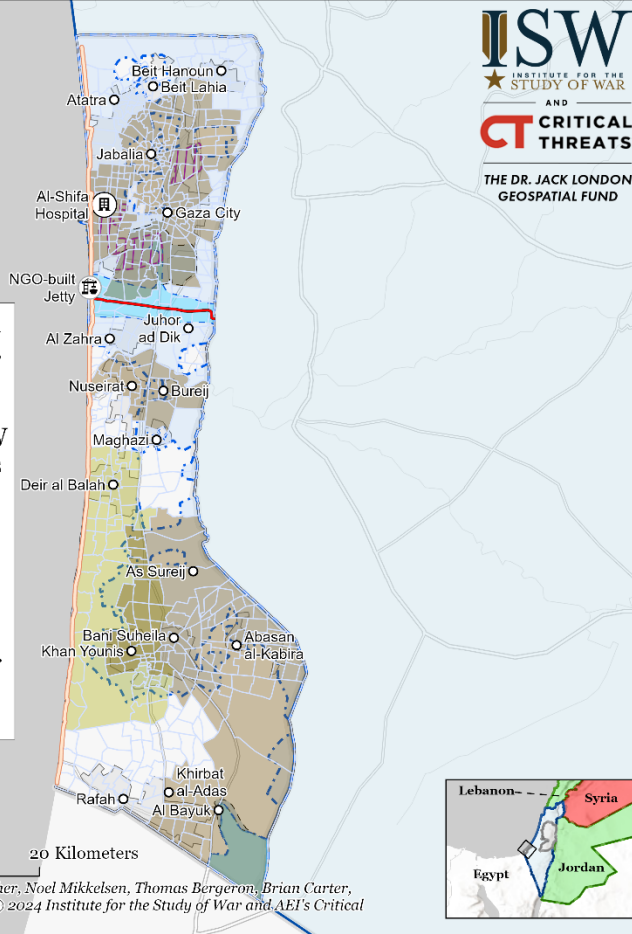 ISW
INSTITUTE FOR THE
STUDY OF WAR
AND
CT CRITICAL
THREATS
THE DR. JACK LONDON
GEOSPATIAL FUND
Beit Hanoun
Beit Lahia
Atatra
Jabalia
Al-Shifa
Hospital
Gaza City
NGO-built
Jetty
Juhor
ad Dik
Al Zahra
Nuseirat
Bureij
Maghazi
Deir al Balah
As Sureij
Bani Suheila
Abasan
al-Kabira
Khan Younis
Khirbat
al-Adas
Rafah
Al Bayuk
Lebanon
Syria
Egypt
Jordan
20 Kilometers
Noel Mikkelsen, Thomas Bergeron, Brian Carter,
2024 Institute for the Study of War and AEI's Critical